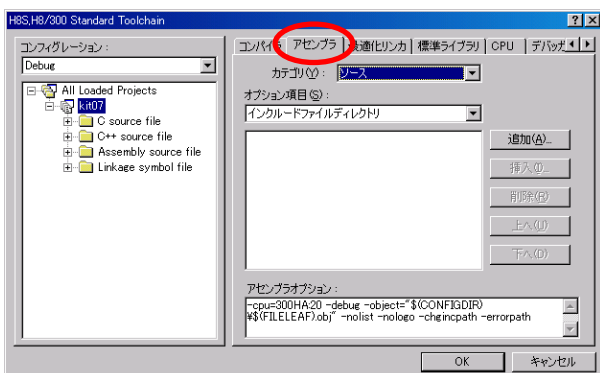 H8S,H8/300 Standard Toolchain
コンフィグレーション :
Debug
All Loaded Projects
kit07
C source file
C++ source file
Assembly source file
Linkage symbol file
コンパイラ アセンブラ 最適化リンカ 標準ライブラリ CPU デバッガ
カテゴリ(Y) : ソース
オプション項目(S) :
インクルードファイルディレクトリ
追加(A)...
挿入(I)...
削除(R)
上へ(U)
下へ(D)
アセンブラオプション :
-cpu=300HA:20 -debug -object="$(CONFIGDIR)
¥$(FILELEAF).obj" -nolist -nologo -chgincpath -errorpath
OK キャンセル